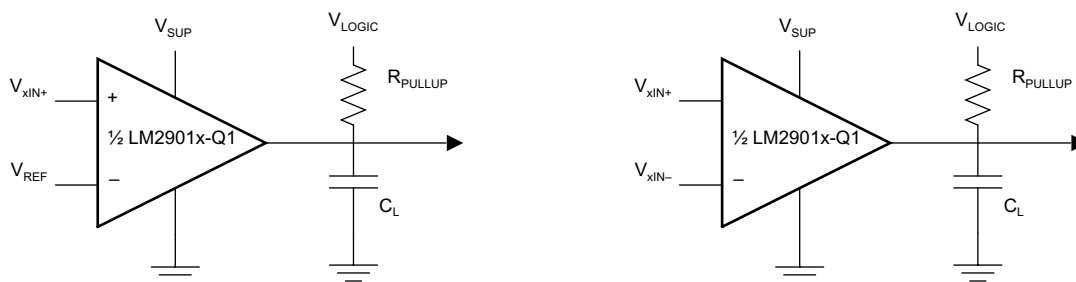 V_SUP
V_LOGIC
V_xIN+
R_PULLUP
+
½ LM2901x-Q1
V_REF
–
C_L
V_SUP
V_LOGIC
V_xIN+
R_PULLUP
½ LM2901x-Q1
V_xIN–
–
C_L